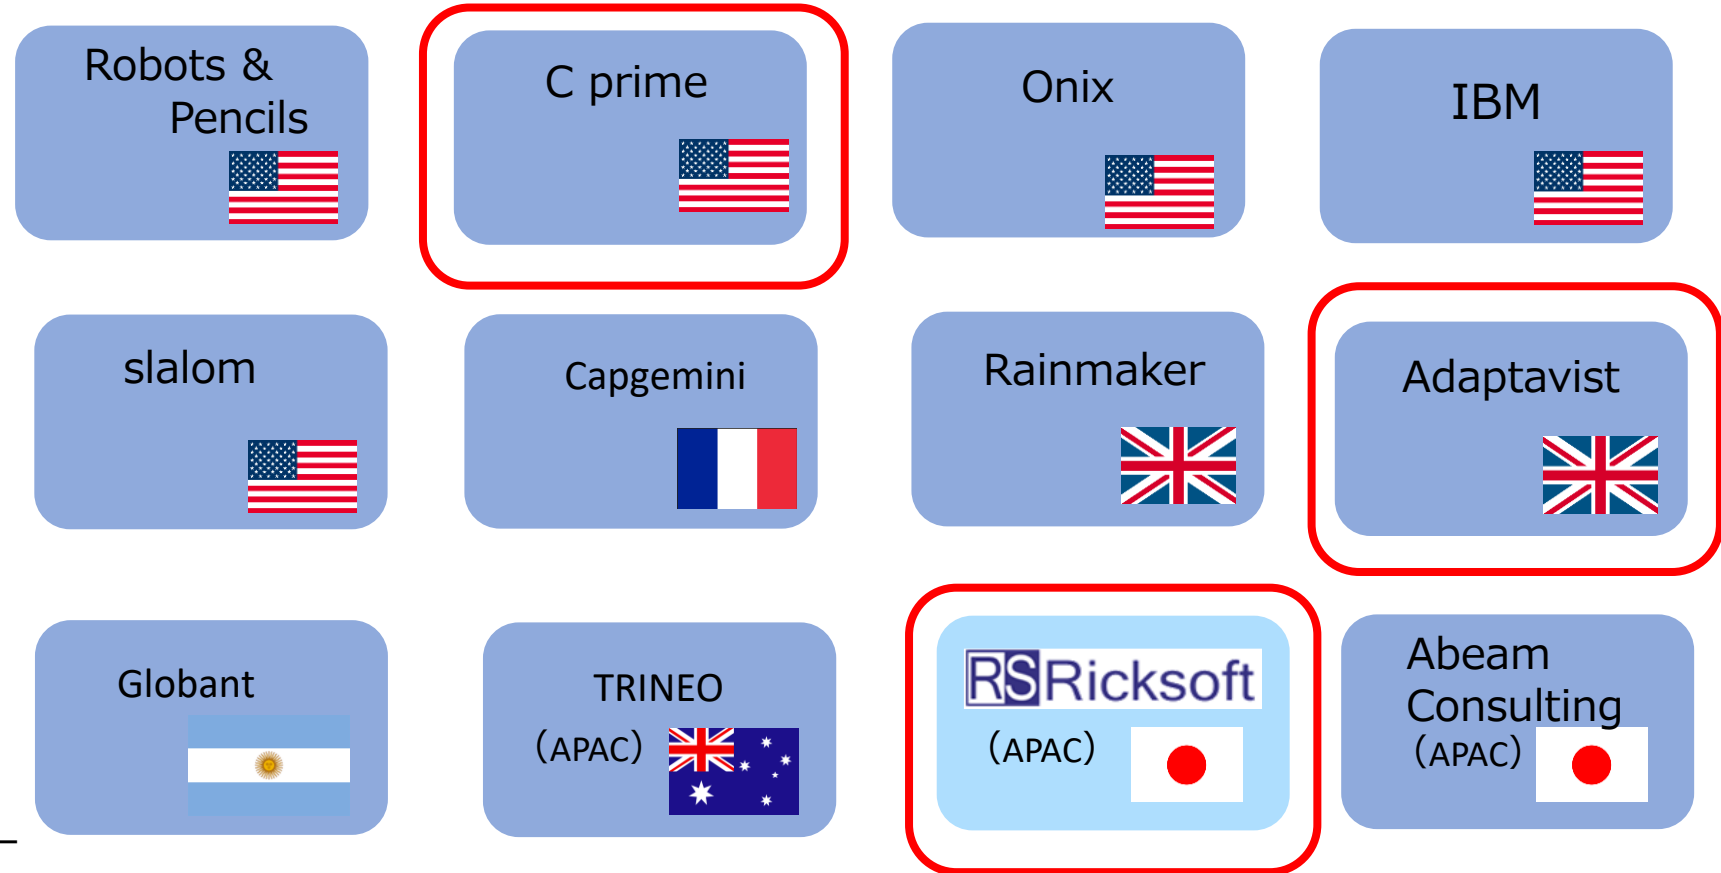 Robots &
Pencils
C prime
Onix
IBM
slalom
Capgemini
Rainmaker
Adaptavist
Globant
TRINEO
（APAC）
RSRicksoft
（APAC）
Abeam
Consulting
（APAC）